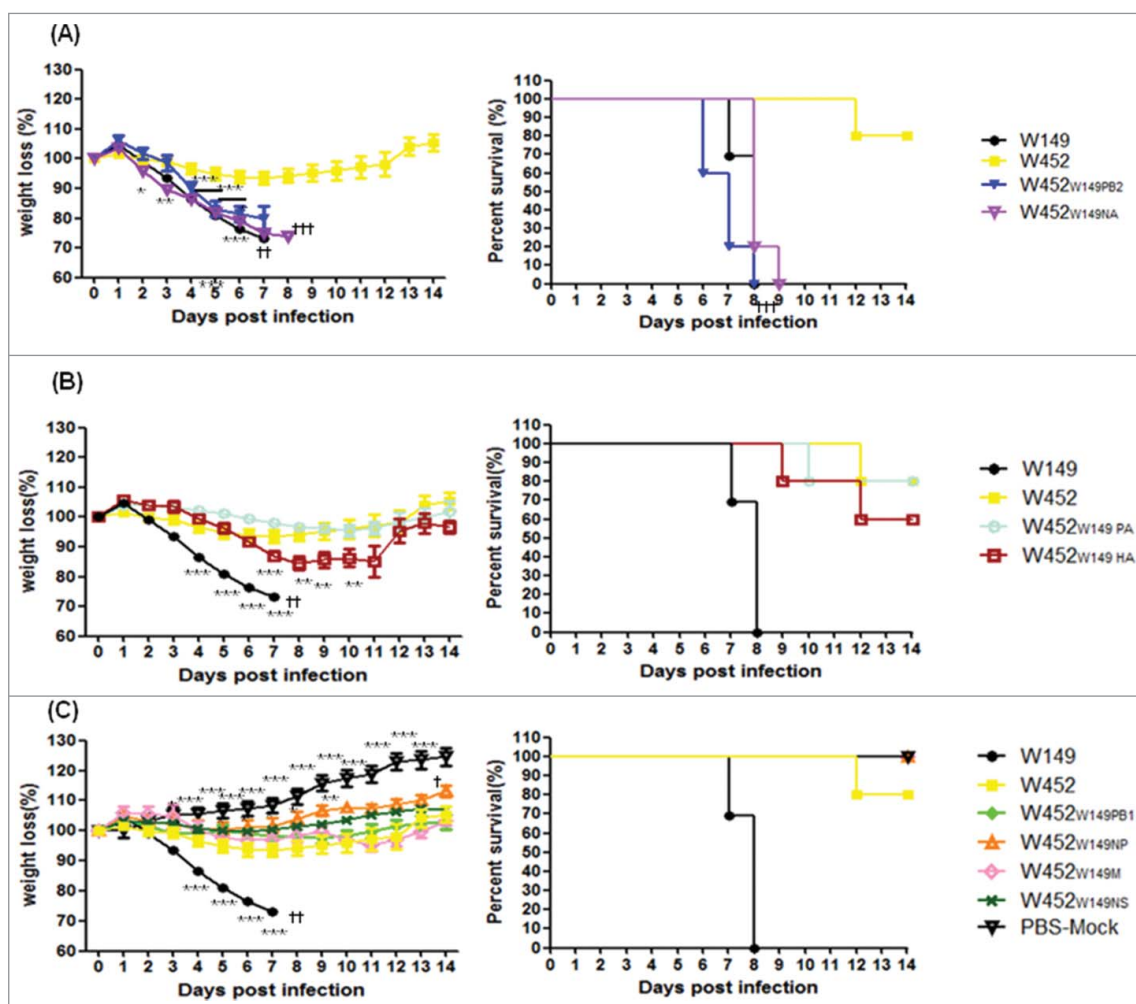 (A)
weight loss (%)
130
120
110
100
90
80
70
60
*
**
***
***
***
***
††
†††
0 1 2 3 4 5 6 7 8 9 10 11 12 13 14
Days post infection
Percent survival (%)
110
100
90
80
70
60
50
40
30
20
10
0
0 1 2 3 4 5 6 7 8 9 10 11 12 13 14
†††
Days post infection
W149
W452
W452W149PB2
W452W149NA
(B)
weight loss(%)
130
120
110
100
90
80
70
60
*** ** ** **
***
***
***
***
††
0 1 2 3 4 5 6 7 8 9 10 11 12 13 14
Days post infection
Percent survival(%)
110
100
90
80
70
60
50
40
30
20
10
0
0 1 2 3 4 5 6 7 8 9 10 11 12 13 14
Days post infection
W149
W452
W452W149 PA
W452W149 HA
(C)
weight loss(%)
130
120
110
100
90
80
70
60
* *** *** *** *** *** *** *** *** *** ***
* **
†
***
***
***
***
††
0 1 2 3 4 5 6 7 8 9 10 11 12 13 14
Days post infection
Percent survival(%)
110
100
90
80
70
60
50
40
30
20
10
0
0 1 2 3 4 5 6 7 8 9 10 11 12 13 14
Days post infection
W149
W452
W452W149PB1
W452W149NP
W452W149M
W452W149NS
PBS-Mock